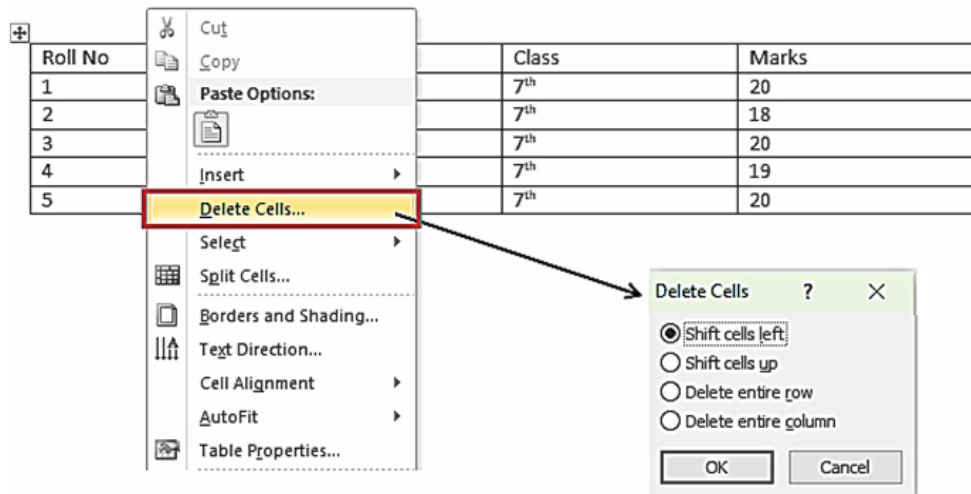 Cut
Roll No Class Marks
Copy
1 7th 20
Paste Options:
2 7th 18
3 7th 20
4 7th 19
Insert
5 7th 20
Delete Cells...
Select
Split Cells...
Borders and Shading...
Text Direction...
Cell Alignment
AutoFit
Table Properties...
Delete Cells ? ×
Shift cells left
Shift cells up
Delete entire row
Delete entire column
OK Cancel